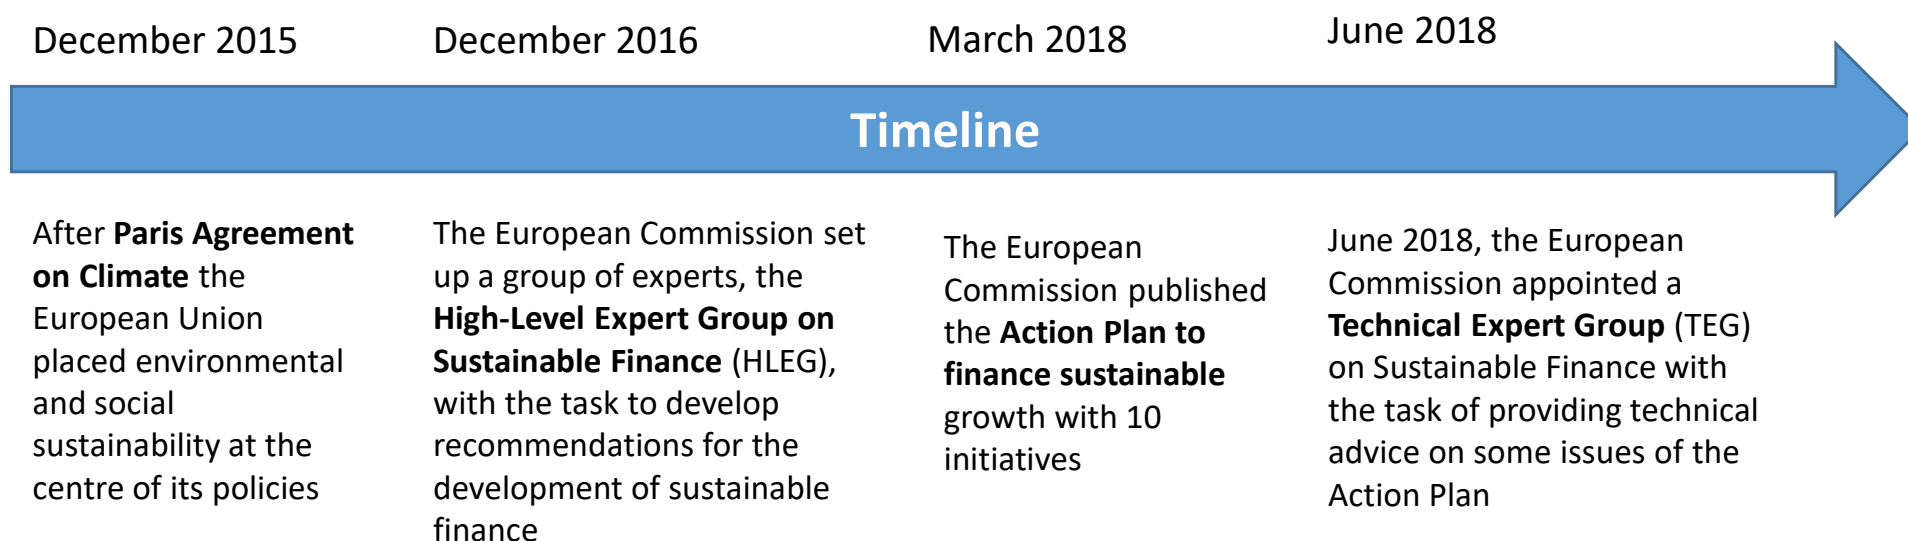 December 2015
December 2016
March 2018
June 2018
Timeline
After Paris Agreement
on Climate the
European Union
placed environmental
and social
sustainability at the
centre of its policies
The European Commission set
up a group of experts, the
High-Level Expert Group on
Sustainable Finance (HLEG),
with the task to develop
recommendations for the
development of sustainable
finance
The European
Commission published
the Action Plan to
finance sustainable
growth with 10
initiatives
June 2018, the European
Commission appointed a
Technical Expert Group (TEG)
on Sustainable Finance with
the task of providing technical
advice on some issues of the
Action Plan